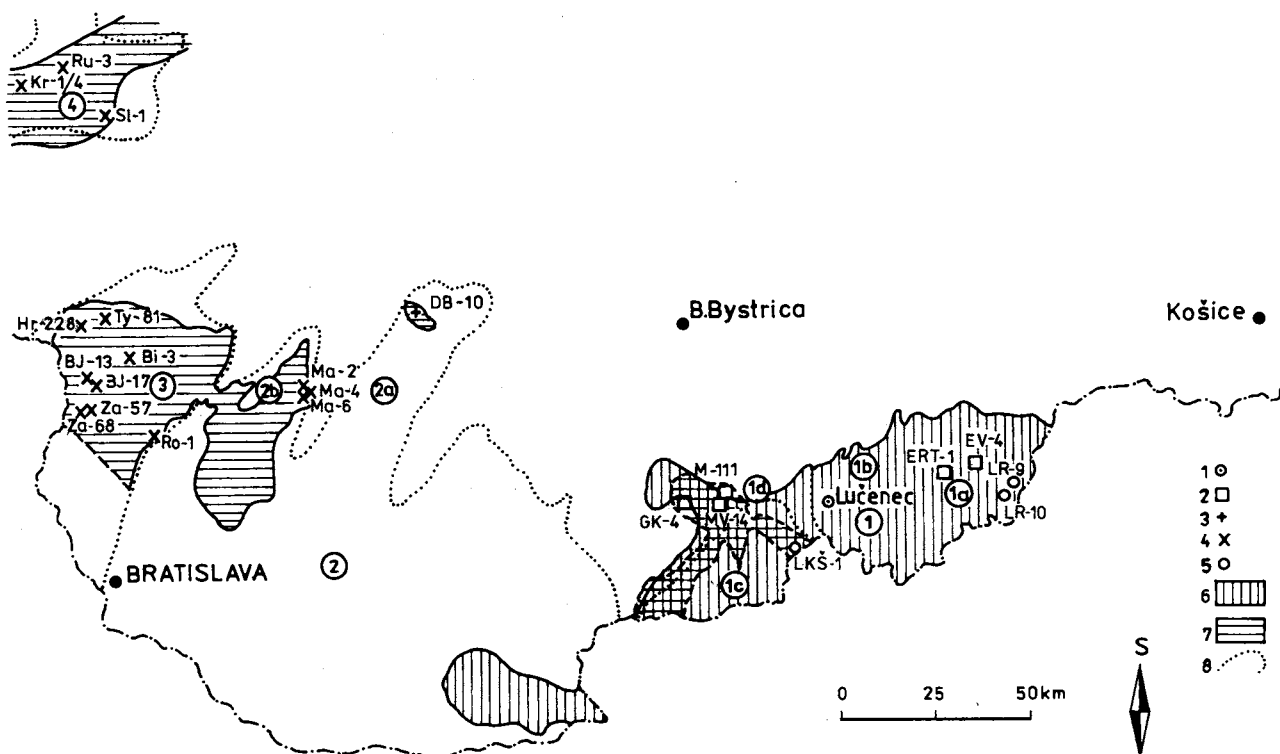 Ru-3
Kr-1/4
4
Sl-1
DB-10
B.Bystrica
Košice
Hr-228
Ty-81
BJ-13
Bi-3
BJ-17
3
2b
Ma-2
Ma-4
2a
Ma-6
Za-57
Za-68
Ro-1
M-111
1d
1b
ERT-1
EV-4
LR-9
1a
GK-4
MV-14
Lučenec
LR-10
1
LKŠ-1
1c
BRATISLAVA
2
1
2
3
4
5
6
7
8
S
0 25 50 km